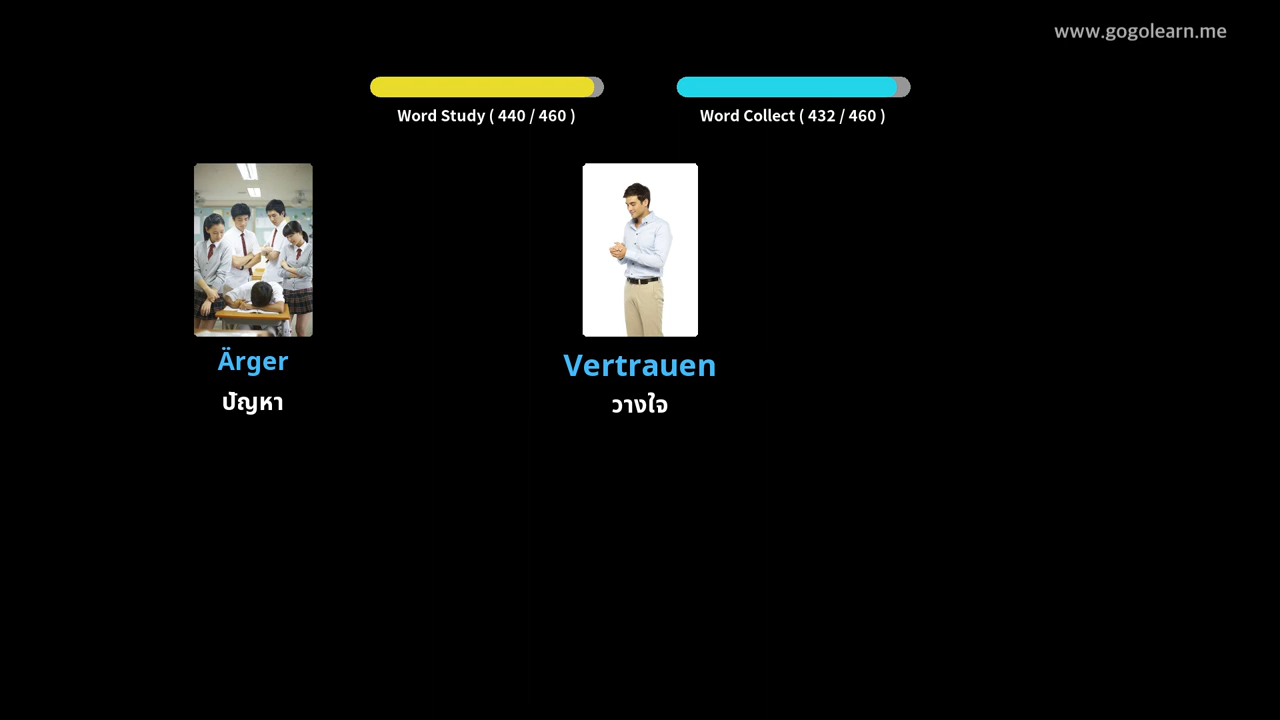 www.gogolearn.me
Word Study ( 440 / 460 )
Word Collect ( 432 / 460 )
Ärger
Vertrauen
ปัญหา
วางใจ